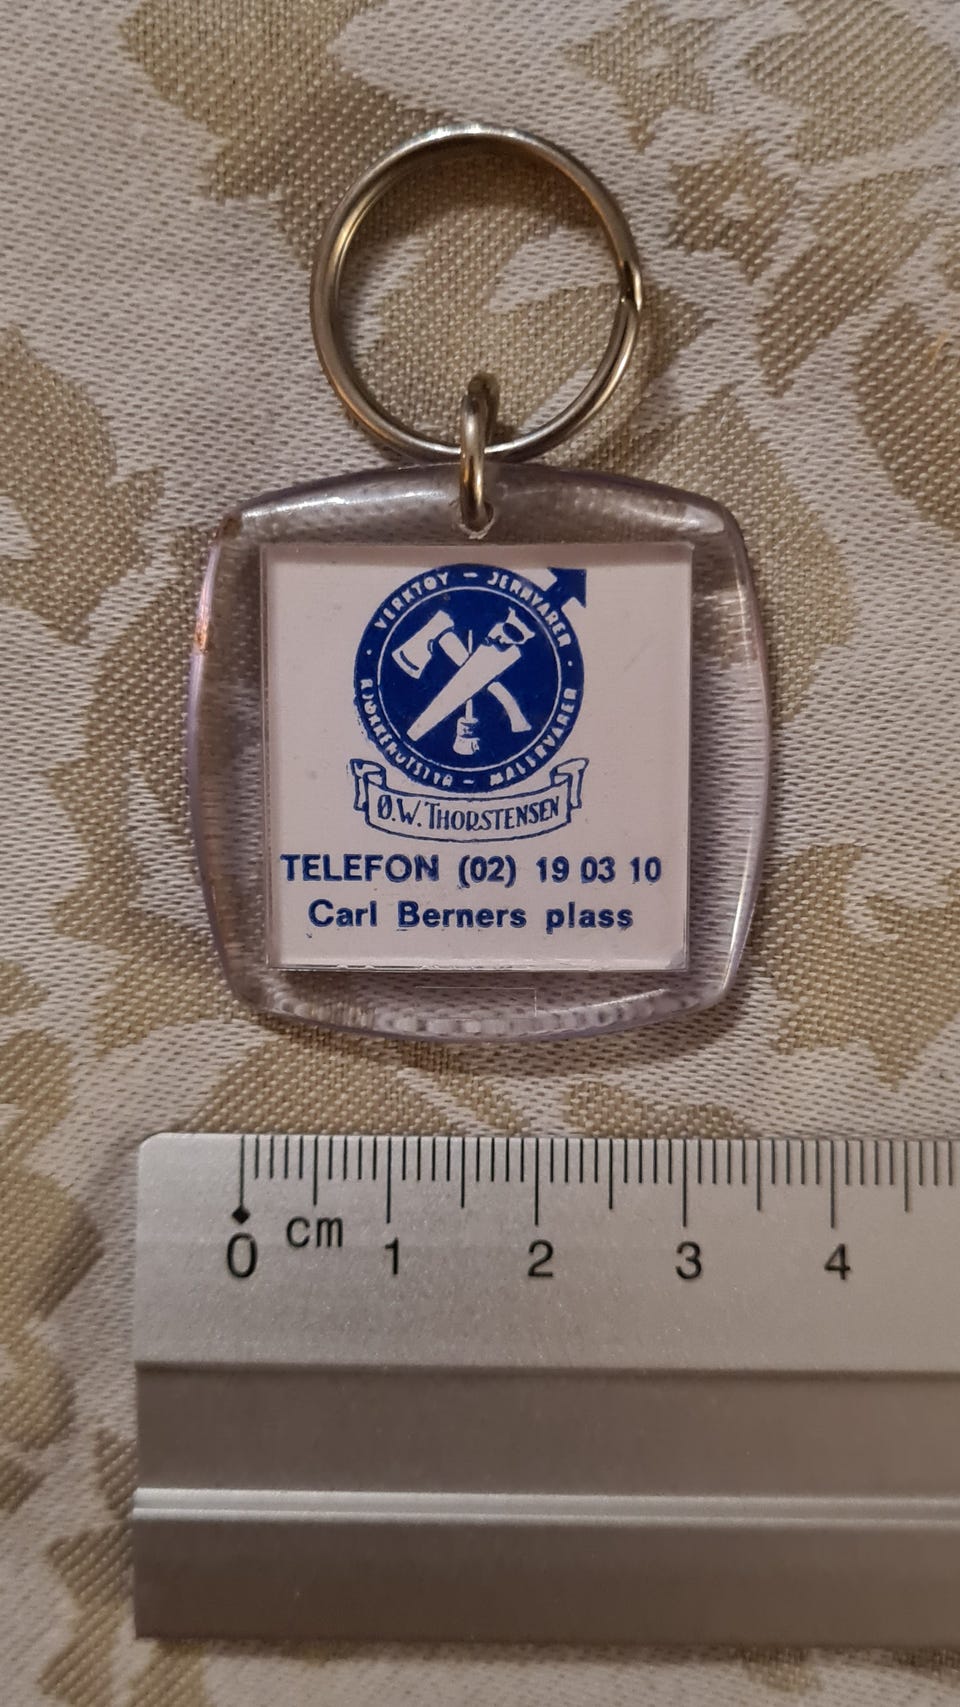 VERKTØY – JERNVARER
KJØKKENUTSTYR – MALERVARER
Ø.W. THORSTENSEN
TELEFON (02) 19 03 10
Carl Berners plass
cm
0 1 2 3 4